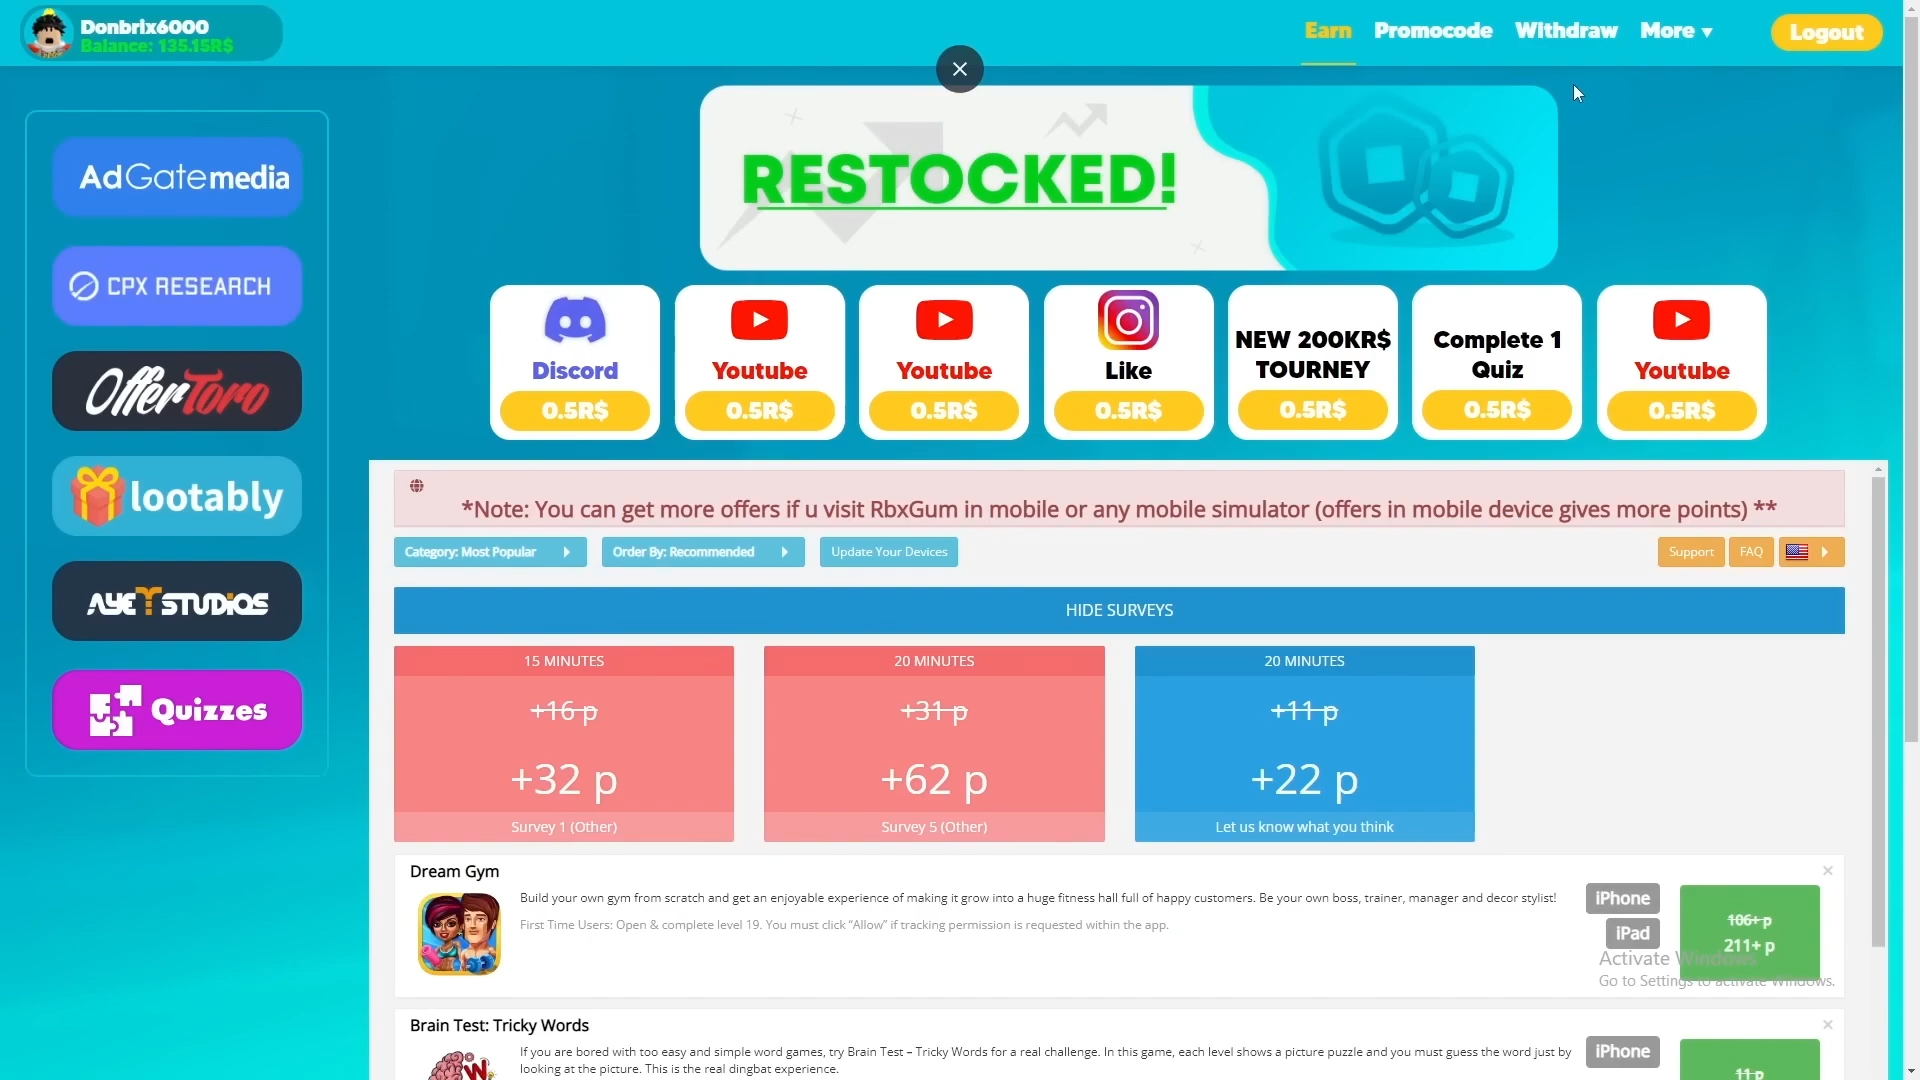 Donbrix6000
Balance: 135.15R$
Earn
Promocode
Withdraw
More ▼
Logout
AdGatemedia
CPX RESEARCH
OfferToro
lootably
AYET STUDIOS
Quizzes
RESTOCKED!
Discord
0.5R$
Youtube
0.5R$
Youtube
0.5R$
Like
0.5R$
NEW 200KR$
TOURNEY
0.5R$
Complete 1
Quiz
0.5R$
Youtube
0.5R$
*Note: You can get more offers if u visit RbxGum in mobile or any mobile simulator (offers in mobile device gives more points) **
Category: Most Popular
Order By: Recommended
Update Your Devices
Support
FAQ
HIDE SURVEYS
15 MINUTES
+16 p
+32 p
Survey 1 (Other)
20 MINUTES
+31 p
+62 p
Survey 5 (Other)
20 MINUTES
+11 p
+22 p
Let us know what you think
Dream Gym
Build your own gym from scratch and get an enjoyable experience of making it grow into a huge fitness hall full of happy customers. Be your own boss, trainer, manager and decor stylist!
First Time Users: Open & complete level 19. You must click “Allow” if tracking permission is requested within the app.
iPhone
iPad
106+ p
211+ p
Activate Windows
Go to Settings to activate Windows.
Brain Test: Tricky Words
If you are bored with too easy and simple word games, try Brain Test – Tricky Words for a real challenge. In this game, each level shows a picture puzzle and you must guess the word just by
looking at the picture. This is the real dingbat experience.
iPhone
11 p
W